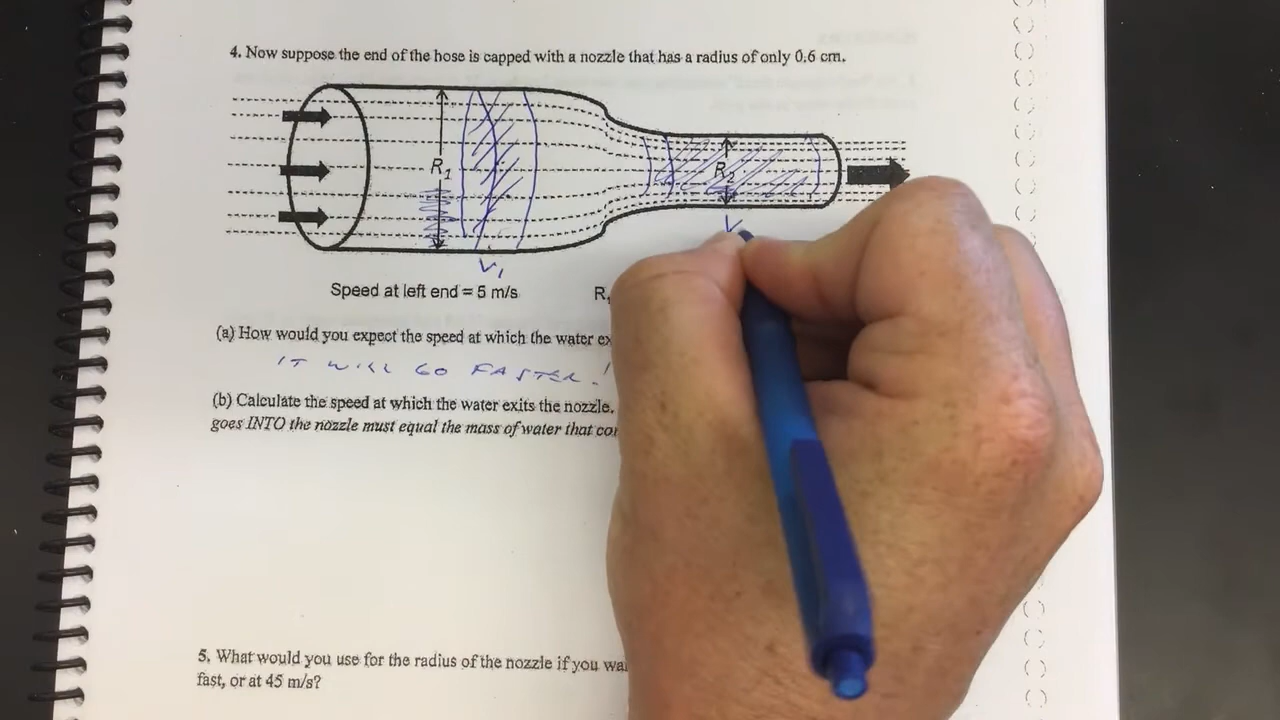 4. Now suppose the end of the hose is capped with a nozzle that has a radius of only 0.6 cm.
R1
R2
V
V1
Speed at left end = 5 m/s
R
(a) How would you expect the speed at which the water ex
IT WILL GO FASTER!
(b) Calculate the speed at which the water exits the nozzle.
goes INTO the nozzle must equal the mass of water that
5. What would you use for the radius of the nozzle if you
fast, or at 45 m/s?